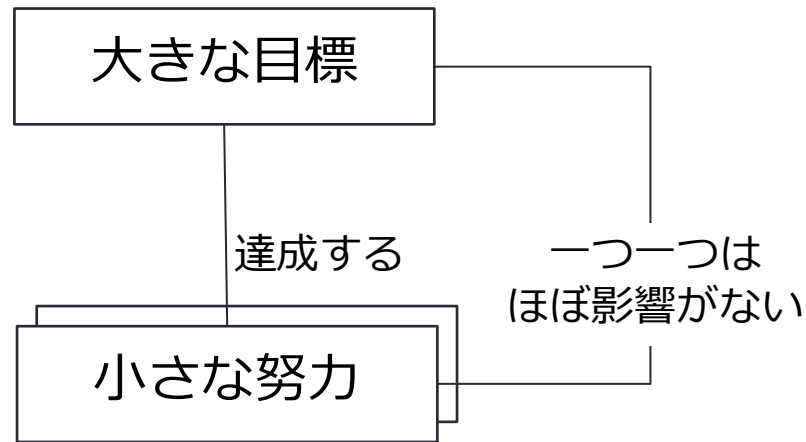 大きな目標
達成する
一つ一つは
ほぼ影響がない
小さな努力